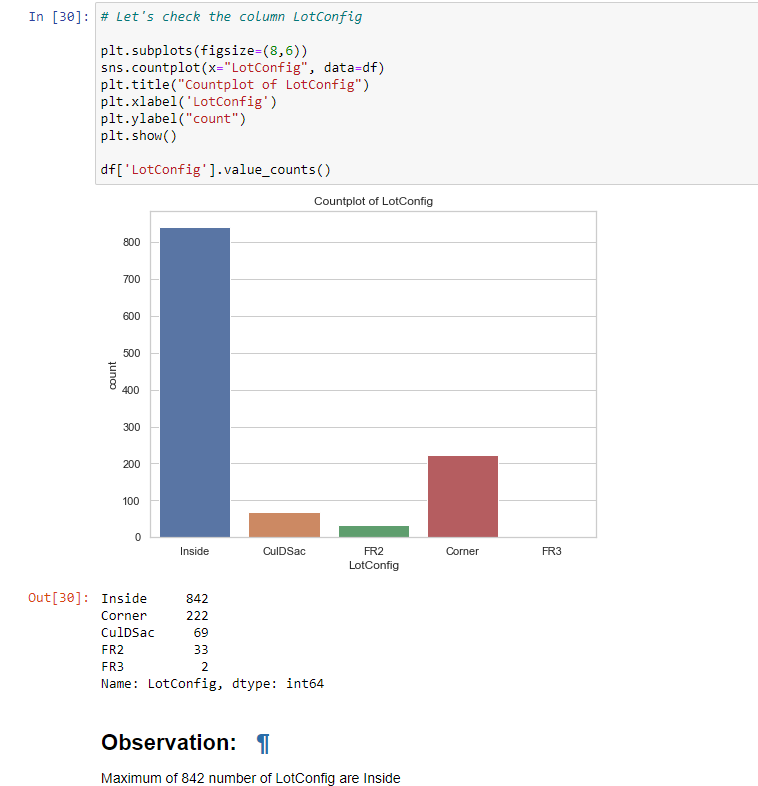 In [30]: # Let's check the column LotConfig
plt.subplots(figsize=(8,6))
sns.countplot(x="LotConfig", data=df)
plt.title("Countplot of LotConfig")
plt.xlabel('LotConfig')
plt.ylabel("count")
plt.show()
df['LotConfig'].value_counts()
Countplot of LotConfig
800
700
600
500
400
300
200
100
0
count
Inside CulDSac FR2 Corner FR3
LotConfig
Out[30]: Inside 842
Corner 222
CulDSac 69
FR2 33
FR3 2
Name: LotConfig, dtype: int64
Observation: ¶
Maximum of 842 number of LotConfig are Inside